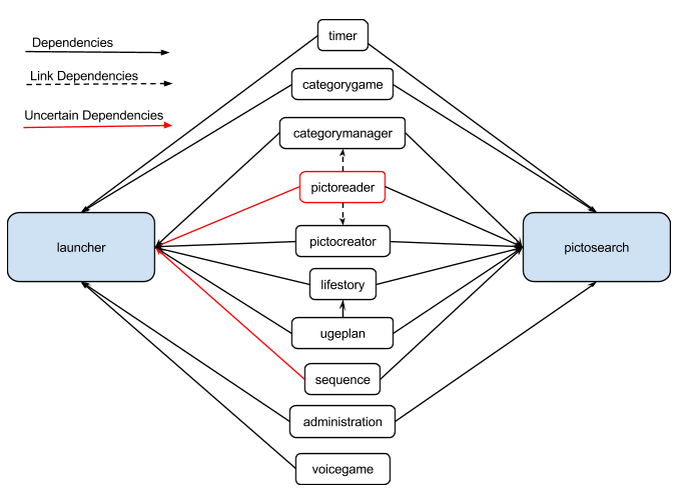 Dependencies
Link Dependencies
Uncertain Dependencies
timer
categorygame
categorymanager
pictoreader
launcher
pictocreator
pictosearch
lifestory
ugeplan
sequence
administration
voicegame